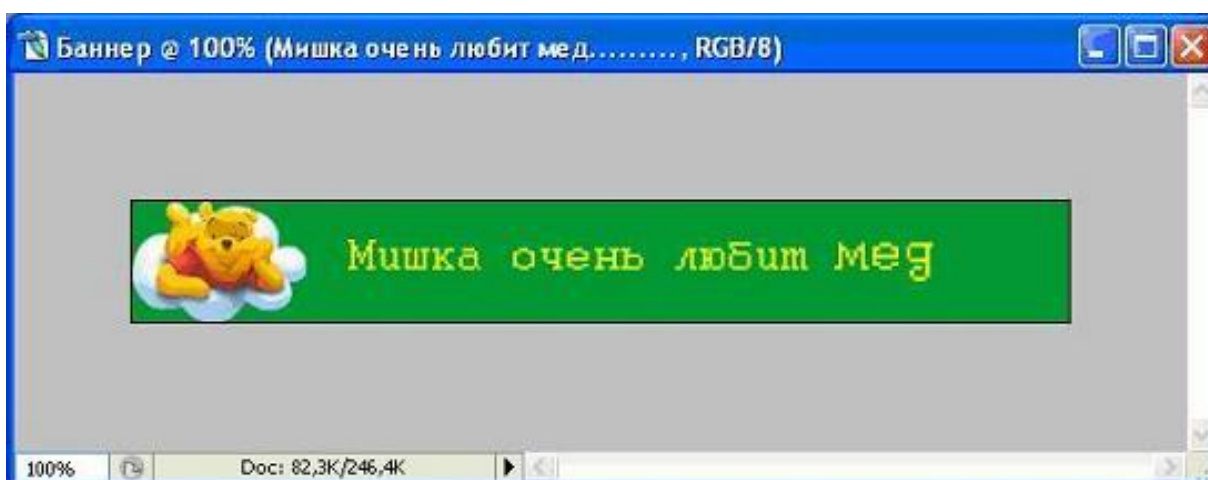 Баннер @ 100% (Мишка очень любит мед........., RGB/8)
Мишка очень любит мед
100%
Doc: 82,3K/246,4K